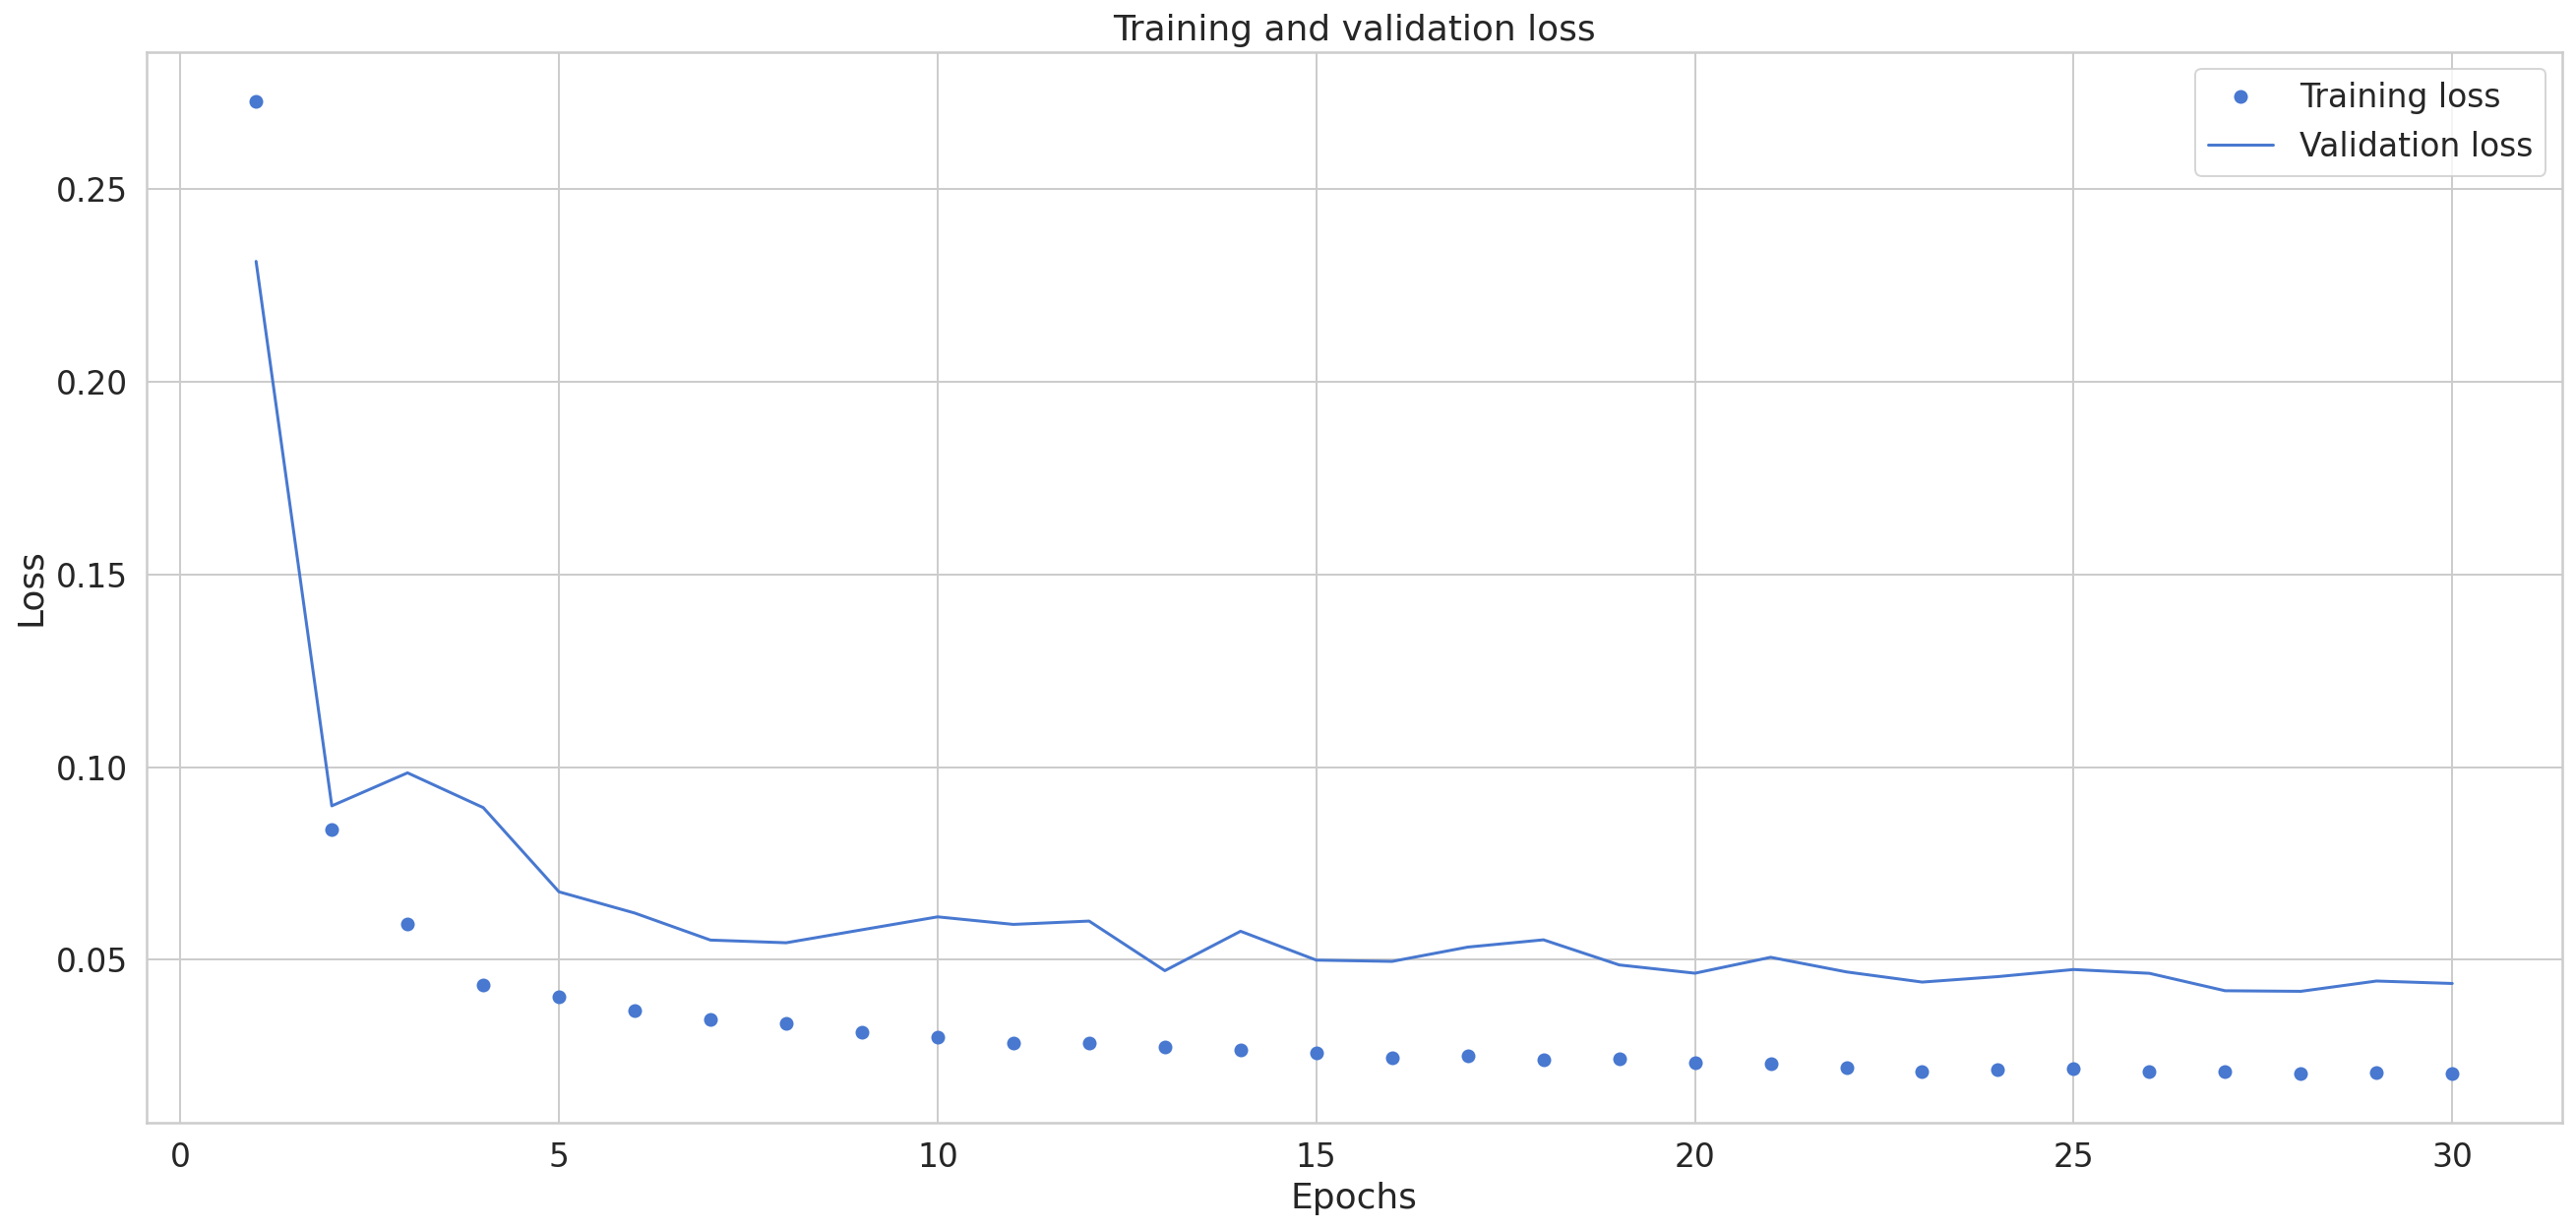 Training and validation loss
Training loss
Validation loss
0.25
0.20
0.15
0.10
0.05
Loss
0 5 10 15 20 25 30
Epochs